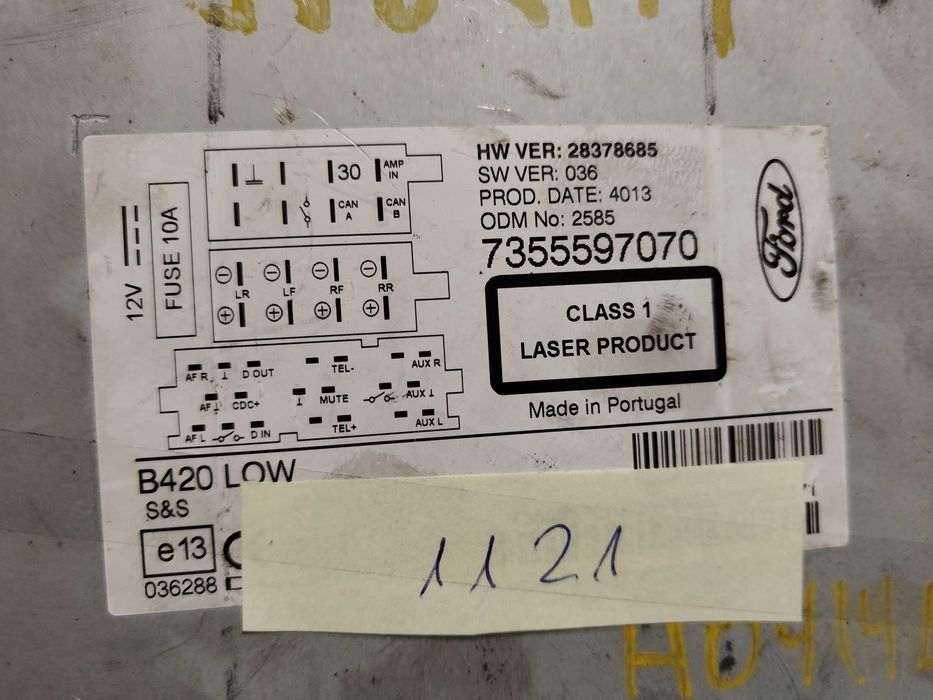 30
AMP IN
CAN A
CAN B
12V
FUSE 10A
LR
LF
RF
RR
AF R
D OUT
TEL-
AUX R
AF
CDC+
MUTE
AUX
AF L
D IN
TEL+
AUX L
HW VER: 28378685
SW VER: 036
PROD. DATE: 4013
ODM No: 2585
7355597070
CLASS 1
LASER PRODUCT
Made in Portugal
Ford
B420 LOW
S&S
e13
036288
1121